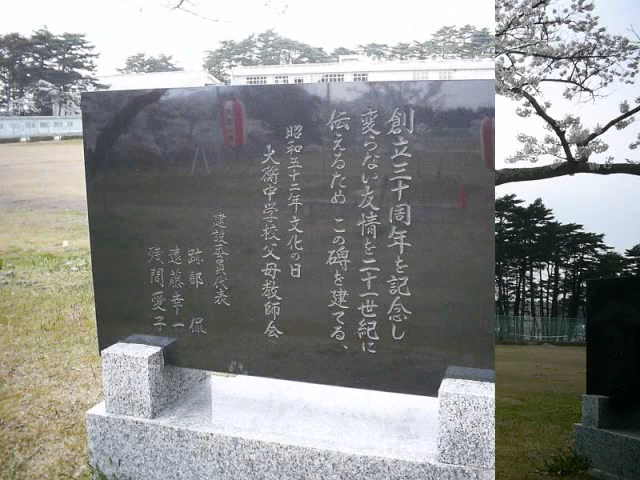 創立三十周年を記念し
変らない友情を二十一世紀に
伝えるため この碑を建てる、
昭和五十二年 文化の日
大衡中学校父母教師会
建設委員代表
跡部 侃
遠藤幸一
残間愛子